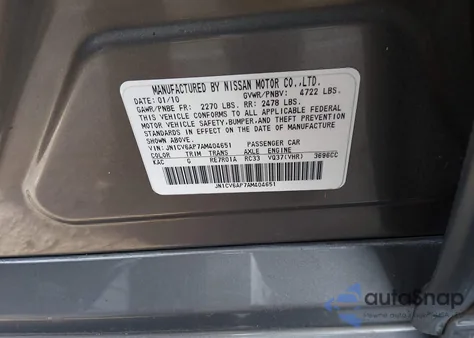 MANUFACTURED BY NISSAN MOTOR CO.,LTD.
DATE: 01/10 GVWR/PNBV: 4722 LBS.
GAWR/PNBE FR: 2270 LBS. RR: 2478 LBS.
THIS VEHICLE CONFORMS TO ALL APPLICABLE FEDERAL
MOTOR VEHICLE SAFETY,BUMPER,AND THEFT PREVENTION
STANDARDS IN EFFECT ON THE DATE OF MANUFACTURE
SHOWN ABOVE.
VIN: JN1CV6AP7AM404651 PASSENGER CAR
COLOR TRIM TRANS AXLE ENGINE
KAC G RE7R01A RC33 VQ37(VHR) 3696CC
JN1CV6AP7AM404651
autoSnap